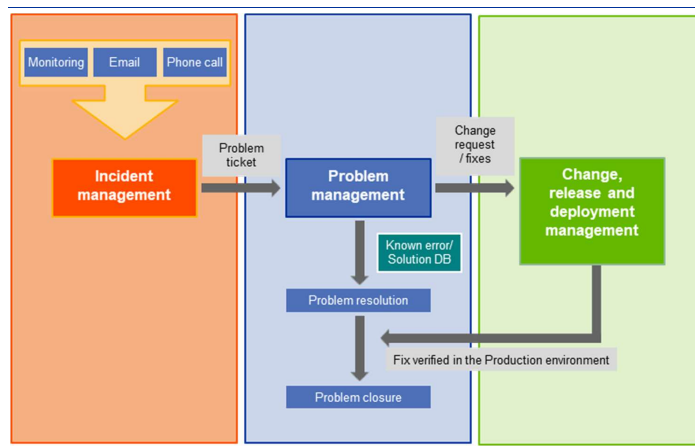 Monitoring
Email
Phone call
Incident
management
Problem
ticket
Problem
management
Change
request
/ fixes
Change,
release and
deployment
management
Known error/
Solution DB
Problem resolution
Fix verified in the Production environment
Problem closure